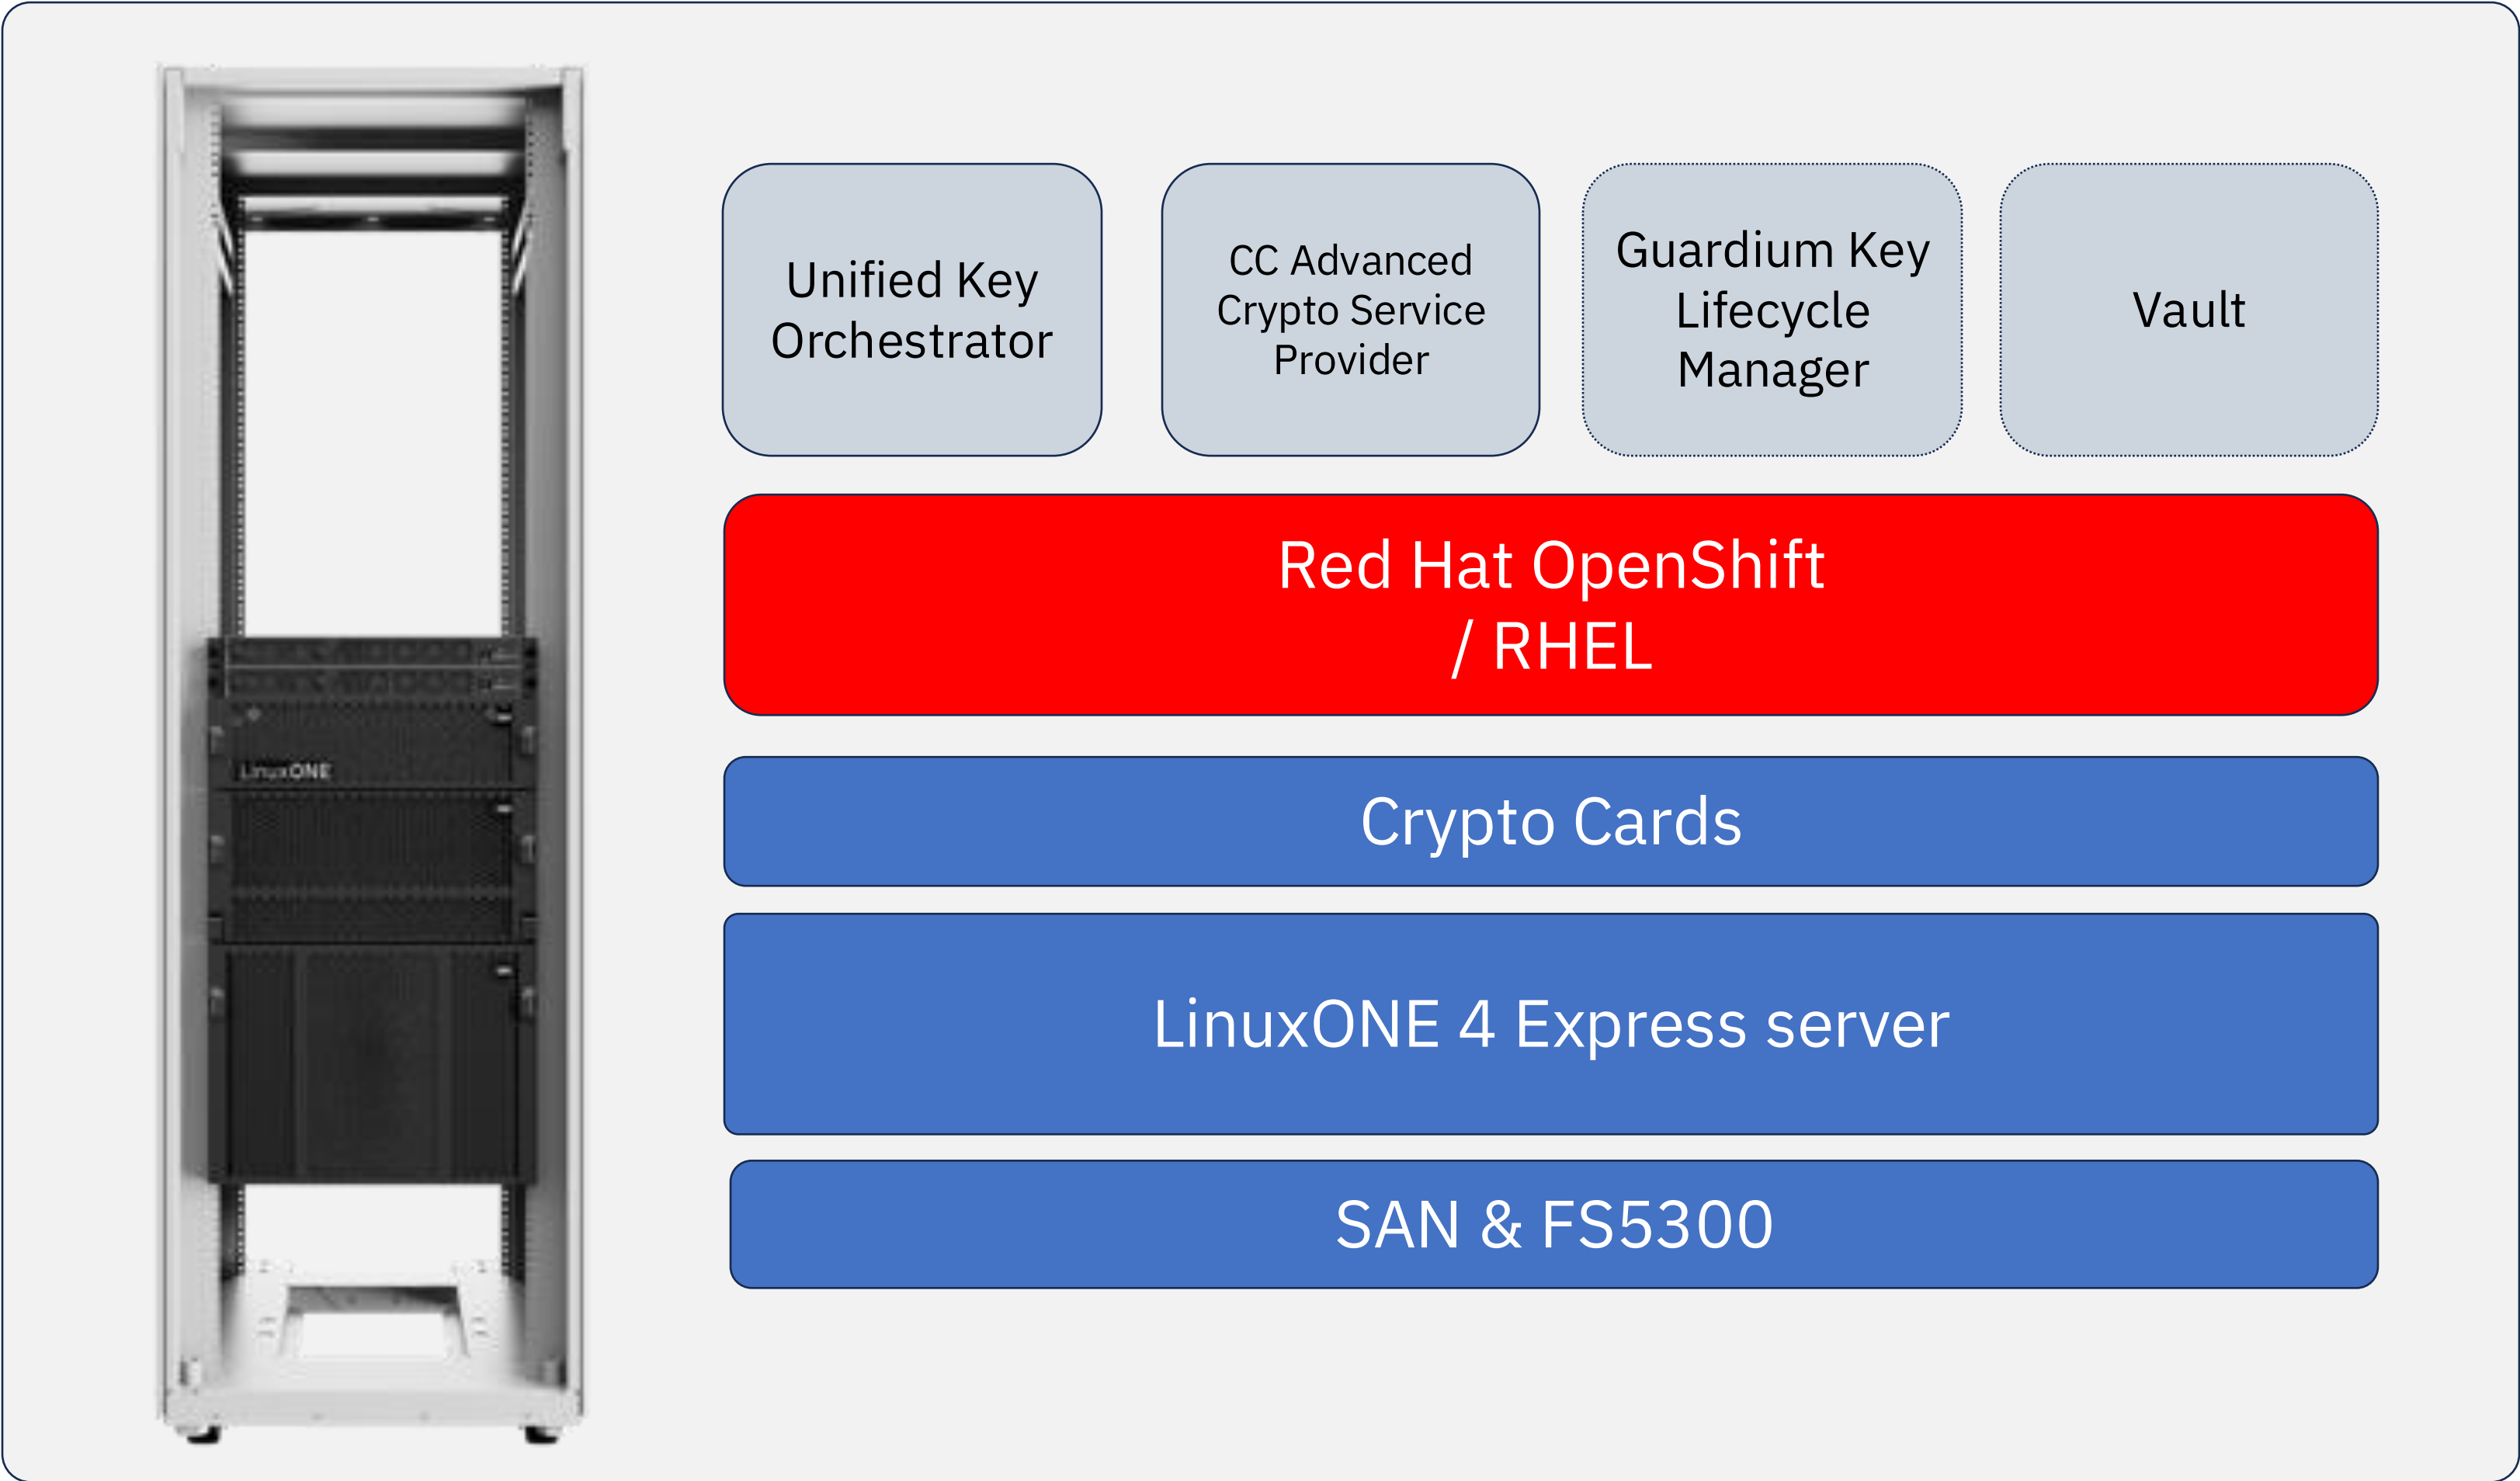 Unified Key
Orchestrator
CC Advanced
Crypto Service
Provider
Guardium Key
Lifecycle
Manager
Vault
Red Hat OpenShift
/ RHEL
LinuxONE
Crypto Cards
LinuxONE 4 Express server
SAN & FS5300